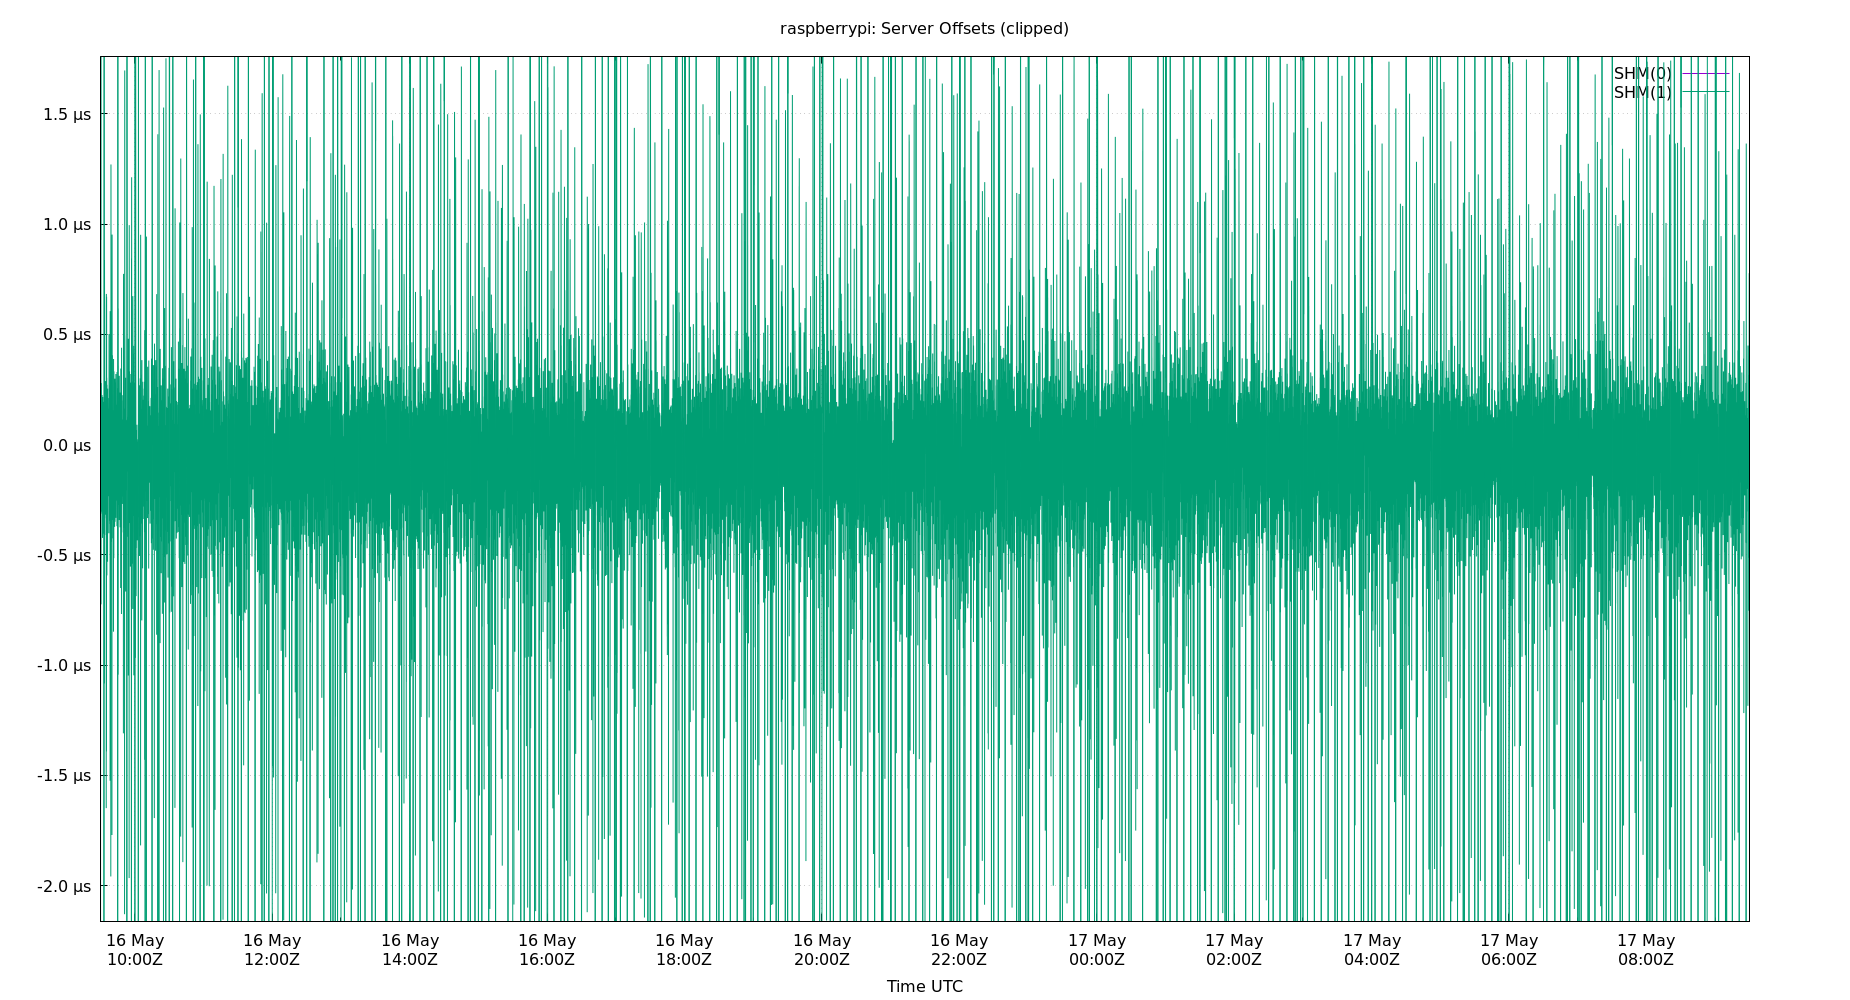 raspberrypi: Server Offsets (clipped)
SHM(0)
SHM(1)
1.5 µs
1.0 µs
0.5 µs
0.0 µs
-0.5 µs
-1.0 µs
-1.5 µs
-2.0 µs
16 May 16 May 16 May 16 May 16 May 16 May 16 May 17 May 17 May 17 May 17 May 17 May
10:00Z 12:00Z 14:00Z 16:00Z 18:00Z 20:00Z 22:00Z 00:00Z 02:00Z 04:00Z 06:00Z 08:00Z
Time UTC